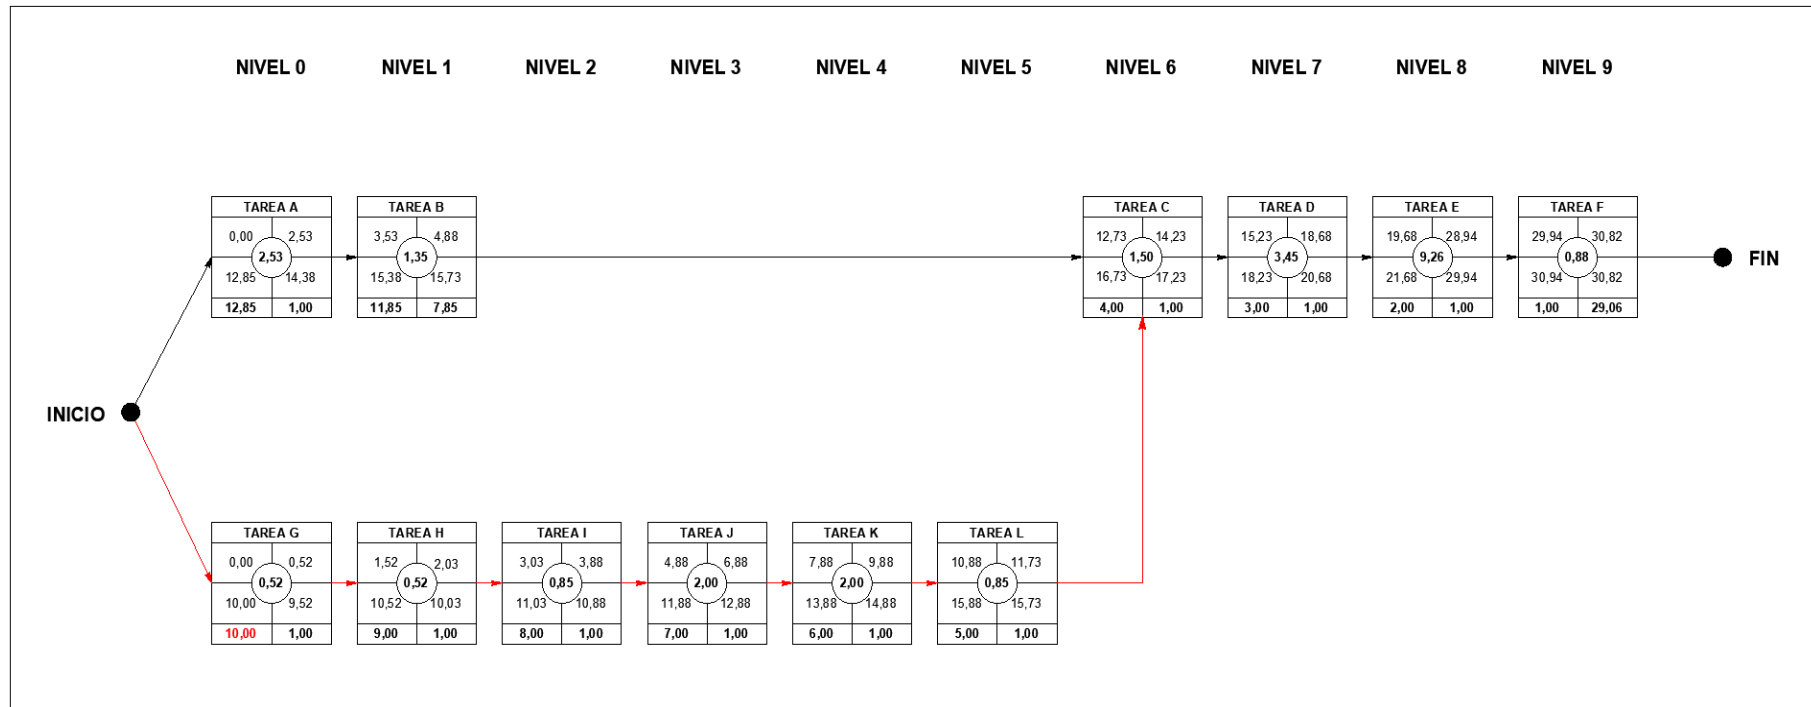 NIVEL 0 NIVEL 1 NIVEL 2 NIVEL 3 NIVEL 4 NIVEL 5 NIVEL 6 NIVEL 7 NIVEL 8 NIVEL 9
TAREA A TAREA B TAREA C TAREA D TAREA E TAREA F
0,00 2,53 3,53 4,88 12,73 14,23 15,23 18,68 19,68 28,94 29,94 30,82
2,53 1,35 1,50 3,45 9,26 0,88 FIN
12,85 14,38 15,38 15,73 16,73 17,23 18,23 20,68 21,68 29,94 30,94 30,82
12,85 1,00 11,85 7,85 4,00 1,00 3,00 1,00 2,00 1,00 1,00 29,06
INICIO
TAREA G TAREA H TAREA I TAREA J TAREA K TAREA L
0,00 0,52 1,52 2,03 3,03 3,88 4,88 6,88 7,88 9,88 10,88 11,73
0,52 0,52 0,85 2,00 2,00 0,85
10,00 9,52 10,52 10,03 11,03 10,88 11,88 12,88 13,88 14,88 15,88 15,73
10,00 1,00 9,00 1,00 8,00 1,00 7,00 1,00 6,00 1,00 5,00 1,00